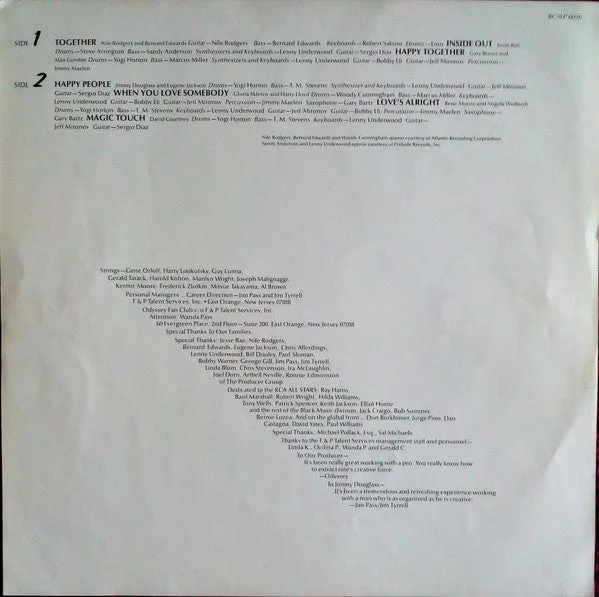 SIDE 1 TOGETHER Nile Rodgers and Bernard Edwards Guitar—Nile Rodgers Bass—Bernard Edwards Keyboards—Robert Sabino Drums—Linn INSIDE OUT Jesse Rae
Drums—Steve Arrington Bass—Sandy Anderson Synthesizers and Keyboards—Lenny Underwood Guitar—Sergio Diaz HAPPY TOGETHER Gary Bonner and
Alan Gordon Drums—Yogi Horton Bass—Marcus Miller Synthesizers and Keyboards—Lenny Underwood Guitar—Bobby Eli Guitar—Jeff Mironov Percussion—
Jimmy Maelen
SIDE 2 HAPPY PEOPLE Jimmy Douglass and Eugene Jackson Drums—Yogi Horton Bass—T. M. Stevens Synthesizer and Keyboards—Lenny Underwood Guitar—Jeff Mironov
Guitar—Sergio Diaz WHEN YOU LOVE SOMEBODY Gloria Sklerov and Harry Lloyd Drums—Woody Cunningham Bass—Marcus Miller Keyboards—
Lenny Underwood Guitar—Bobby Eli Guitar—Jeff Mironov Percussion—Jimmy Maelen Saxophone—Gary Bartz LOVE'S ALRIGHT René Moore and Angela Winbush
Drums—Yogi Horton Bass—T. M. Stevens Keyboards—Lenny Underwood Guitar—Jeff Mironov Guitar—Bobby Eli Percussion—Jimmy Maelen Saxophone—
Gary Bartz MAGIC TOUCH David Courtney Drums—Yogi Horton Bass—T. M. Stevens Keyboards—Lenny Underwood Guitar—
Jeff Mironov Guitar—Sergio Diaz
Nile Rodgers, Bernard Edwards and Woody Cunningham appear courtesy of Atlantic Recording Corporation
Sandy Anderson and Lenny Underwood appear courtesy of Prelude Records, Inc.
Strings—Gene Orloff, Harry Lookofsky, Guy Lumia,
Gerald Tarack, Harold Kohon, Marilyn Wright, Joseph Malignaggi,
Kermit Moore, Frederick Zlotkin, Mitsue Takayama, Al Brown
Personal Managers . . . Career Direction—Jim Pass and Jim Tyrrell
T & P Talent Services, Inc. • East Orange, New Jersey 07018
Odyssey Fan Club c/o T & P Talent Services, Inc.
Attention: Wanda Pass
60 Evergreen Place, 2nd Floor—Suite 200, East Orange, New Jersey 07018
Special Thanks To Our Families.
Special Thanks: Jesse Rae, Nile Rodgers,
Bernard Edwards, Eugene Jackson, Chris Allerdings,
Lenny Underwood, Bill Dooley, Paul Sloman,
Bobby Warner, George Gill, Jim Pass, Jim Tyrrell,
Linda Blum, Chris Stevenson, Ira McLaughlin,
Joel Dorn, Arthell Neville, Ronnie Edmonston
of The Producer Group
Dedicated to the RCA ALL STARS: Ray Harris,
Basil Marshall, Robert Wright, Hilda Williams,
Tony Wells, Patrick Spencer, Keith Jackson, Elliot Horne
and the rest of the Black Music division, Jack Craigo, Bob Summer,
Bernie Lozea. And on the global front . . . Don Burkhimer, Jorge Pino, Dan
Castagna, David Yates, Paul Williams
Special Thanks: Michael Pollack, Esq., Sal Michaels
Thanks to the T & P Talent Services management staff and personnel—
Linda K., Ordina P., Wanda P. and Gerald C.
To Our Producer—
It's been really great working with a pro. You really know how
to extract one's creative force.
—Odyssey
To Jimmy Douglass—
It's been a tremendous and refreshing experience working
with a man who is as organized as he is creative.
—Jim Pass/Jim Tyrrell